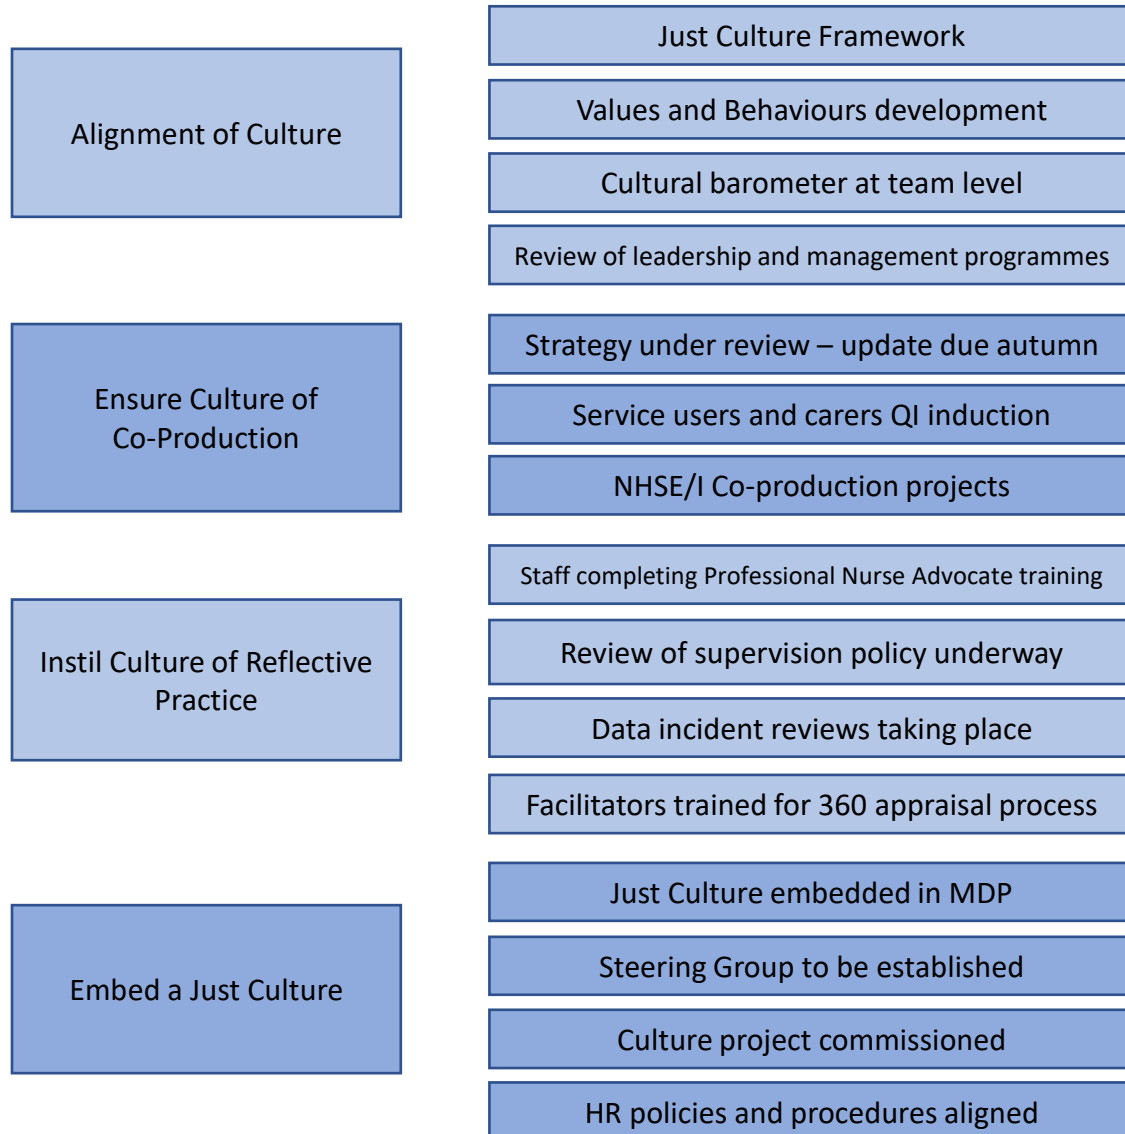 Alignment of Culture
Just Culture Framework
Values and Behaviours development
Cultural barometer at team level
Review of leadership and management programmes
Ensure Culture of
Co-Production
Strategy under review – update due autumn
Service users and carers QI induction
NHSE/I Co-production projects
Instil Culture of Reflective
Practice
Staff completing Professional Nurse Advocate training
Review of supervision policy underway
Data incident reviews taking place
Facilitators trained for 360 appraisal process
Embed a Just Culture
Just Culture embedded in MDP
Steering Group to be established
Culture project commissioned
HR policies and procedures aligned